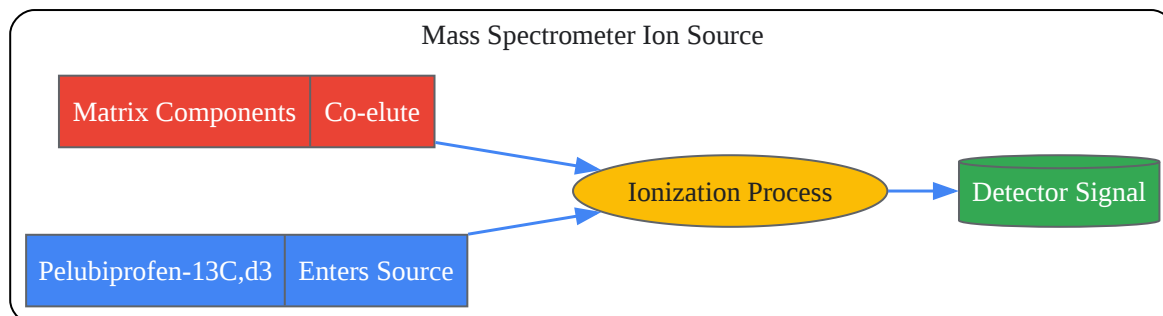 Mass Spectrometer Ion Source
Matrix Components
Co-elute
Ionization Process
Detector Signal
Pelubiprofen-13C,d3
Enters Source